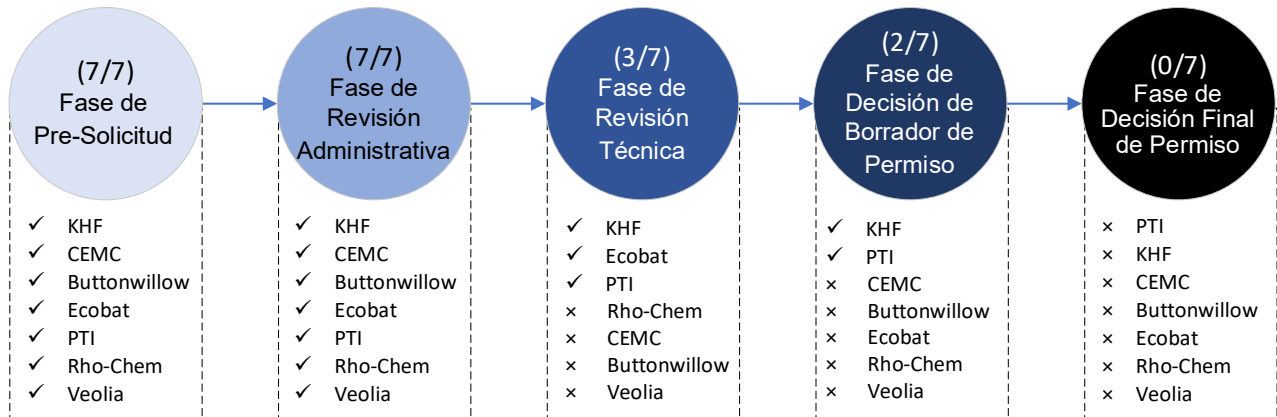 (7/7)
Fase de
Pre-Solicitud
✓ KHF
✓ CEMC
✓ Buttonwillow
✓ Ecobat
✓ PTI
✓ Rho-Chem
✓ Veolia
(7/7)
Fase de
Revisión
Administrativa
✓ KHF
✓ CEMC
✓ Buttonwillow
✓ Ecobat
✓ PTI
✓ Rho-Chem
✓ Veolia
(3/7)
Fase de
Revisión
Técnica
✓ KHF
✓ Ecobat
✓ PTI
× Rho-Chem
× CEMC
× Buttonwillow
× Veolia
(2/7)
Fase de
Decisión de
Borrador de
Permiso
✓ KHF
✓ PTI
× CEMC
× Buttonwillow
× Ecobat
× Rho-Chem
× Veolia
(0/7)
Fase de
Decisión Final
de Permiso
× PTI
× KHF
× CEMC
× Buttonwillow
× Ecobat
× Rho-Chem
× Veolia